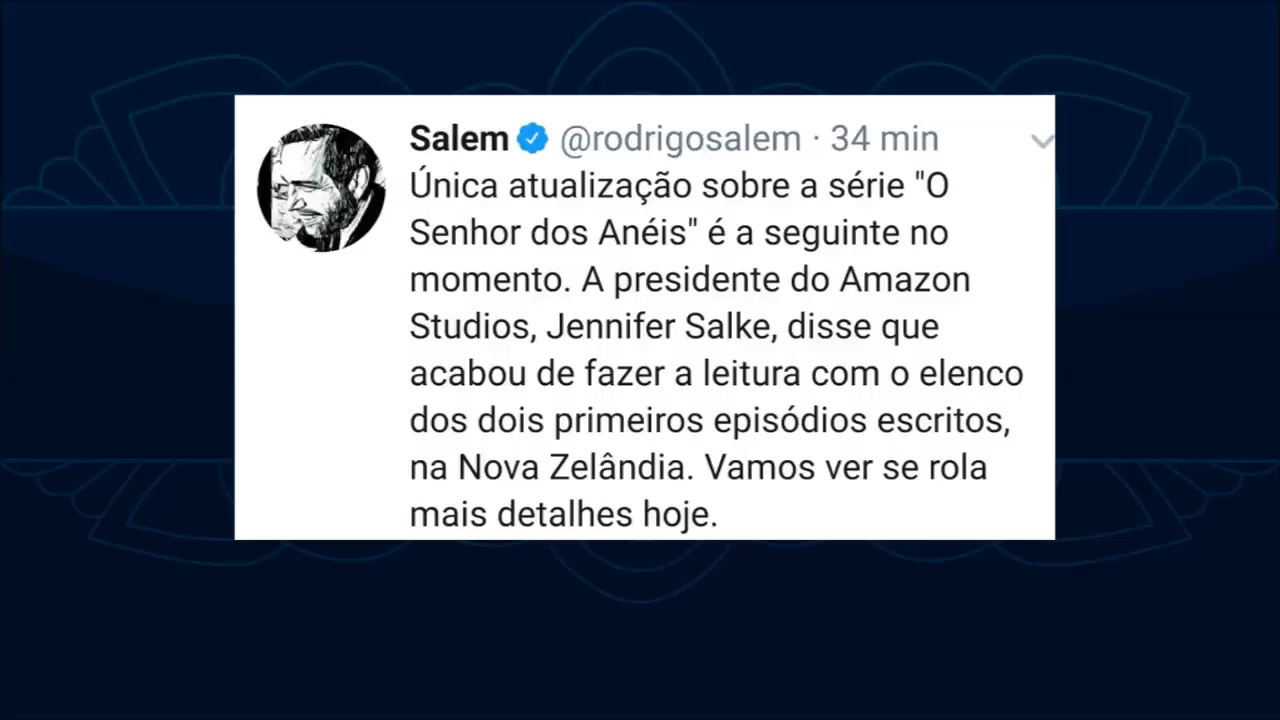 Salem @rodrigosalem · 34 min
Única atualização sobre a série "O
Senhor dos Anéis" é a seguinte no
momento. A presidente do Amazon
Studios, Jennifer Salke, disse que
acabou de fazer a leitura com o elenco
dos dois primeiros episódios escritos,
na Nova Zelândia. Vamos ver se rola
mais detalhes hoje.